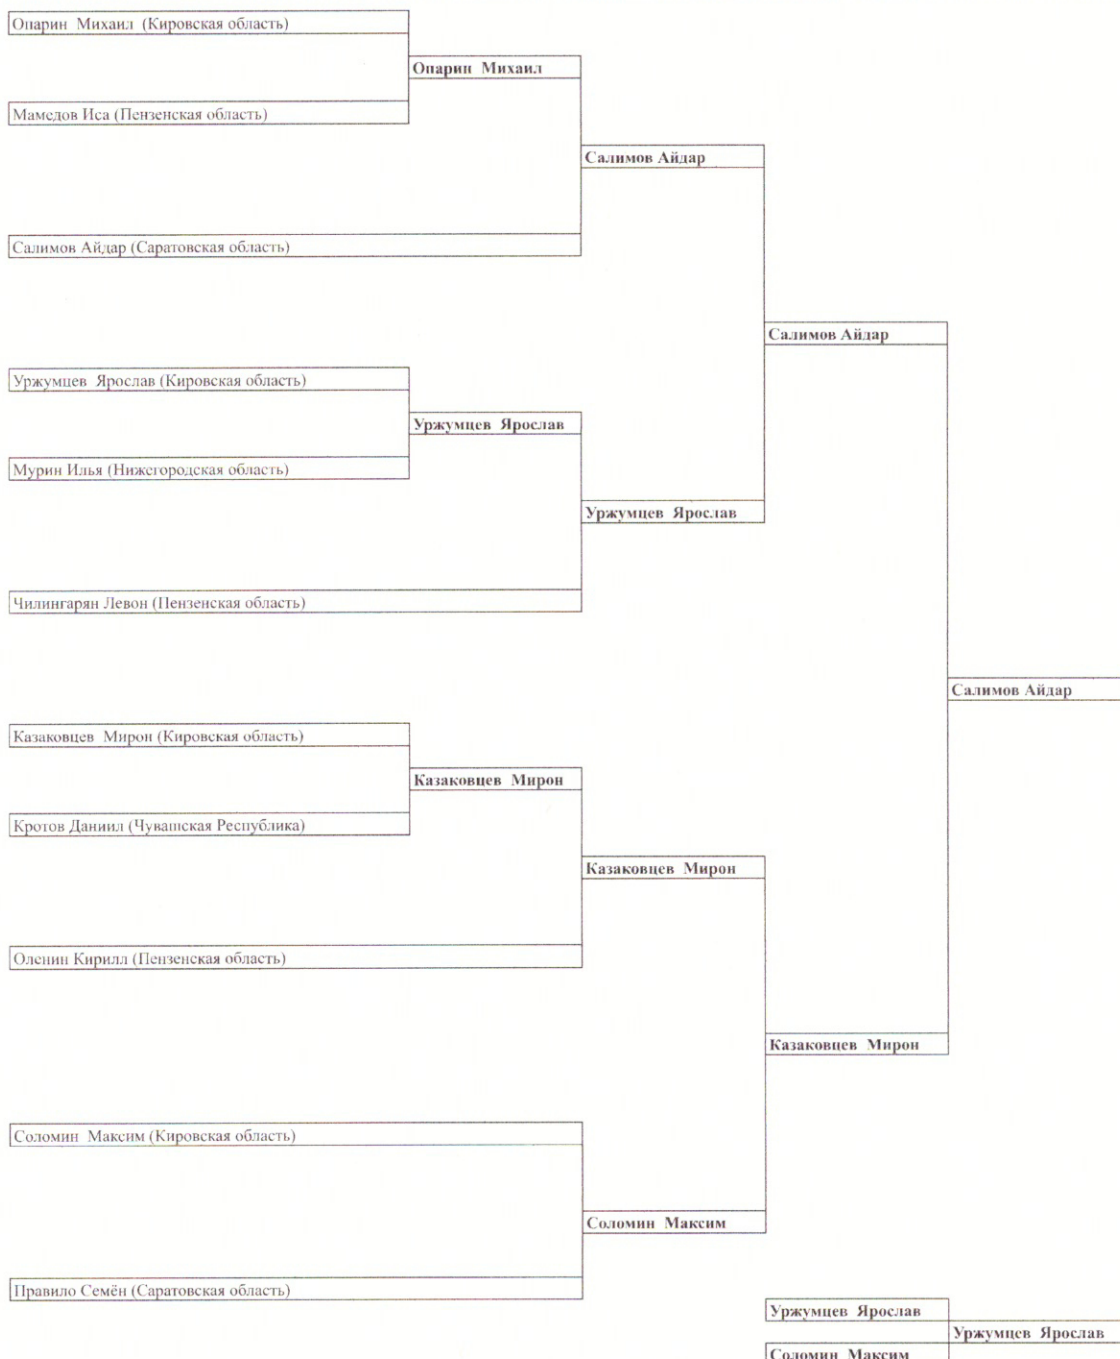 Опарин Михаил (Кировская область)
Опарин Михаил
Мамедов Иса (Пензенская область)
Салимов Айдар
Салимов Айдар (Саратовская область)
Салимов Айдар
Уржумцев Ярослав (Кировская область)
Уржумцев Ярослав
Мурин Илья (Нижегородская область)
Уржумцев Ярослав
Чилингарян Левон (Пензенская область)
Салимов Айдар
Казаковцев Мирон (Кировская область)
Казаковцев Мирон
Кротов Даниил (Чувашская Республика)
Казаковцев Мирон
Оленин Кирилл (Пензенская область)
Казаковцев Мирон
Соломин Максим (Кировская область)
Соломин Максим
Правило Семён (Саратовская область)
Уржумцев Ярослав
Уржумцев Ярослав
Соломин Максим